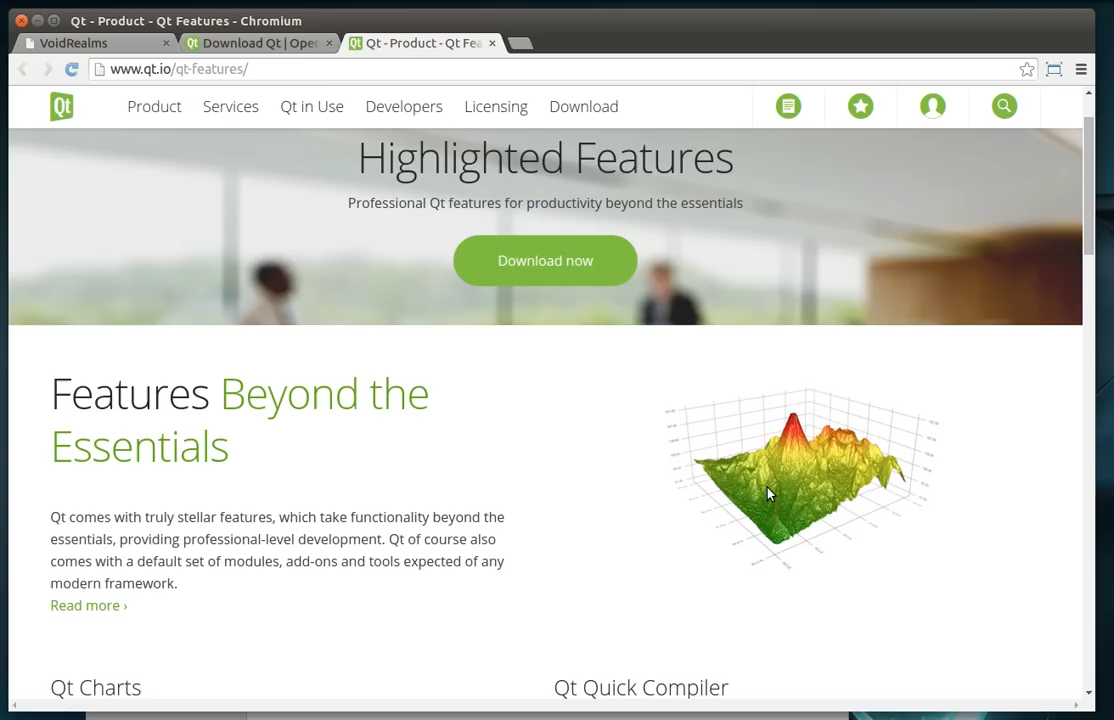 Qt - Product - Qt Features - Chromium
VoidRealms
Download Qt | Oper
Qt - Product - Qt Fea
www.qt.io/qt-features/
Qt
Product
Services
Qt in Use
Developers
Licensing
Download
Highlighted Features
Professional Qt features for productivity beyond the essentials
Download now
Features Beyond the
Essentials
Qt comes with truly stellar features, which take functionality beyond the
essentials, providing professional-level development. Qt of course also
comes with a default set of modules, add-ons and tools expected of any
modern framework.
Read more ›
Qt Charts
Qt Quick Compiler